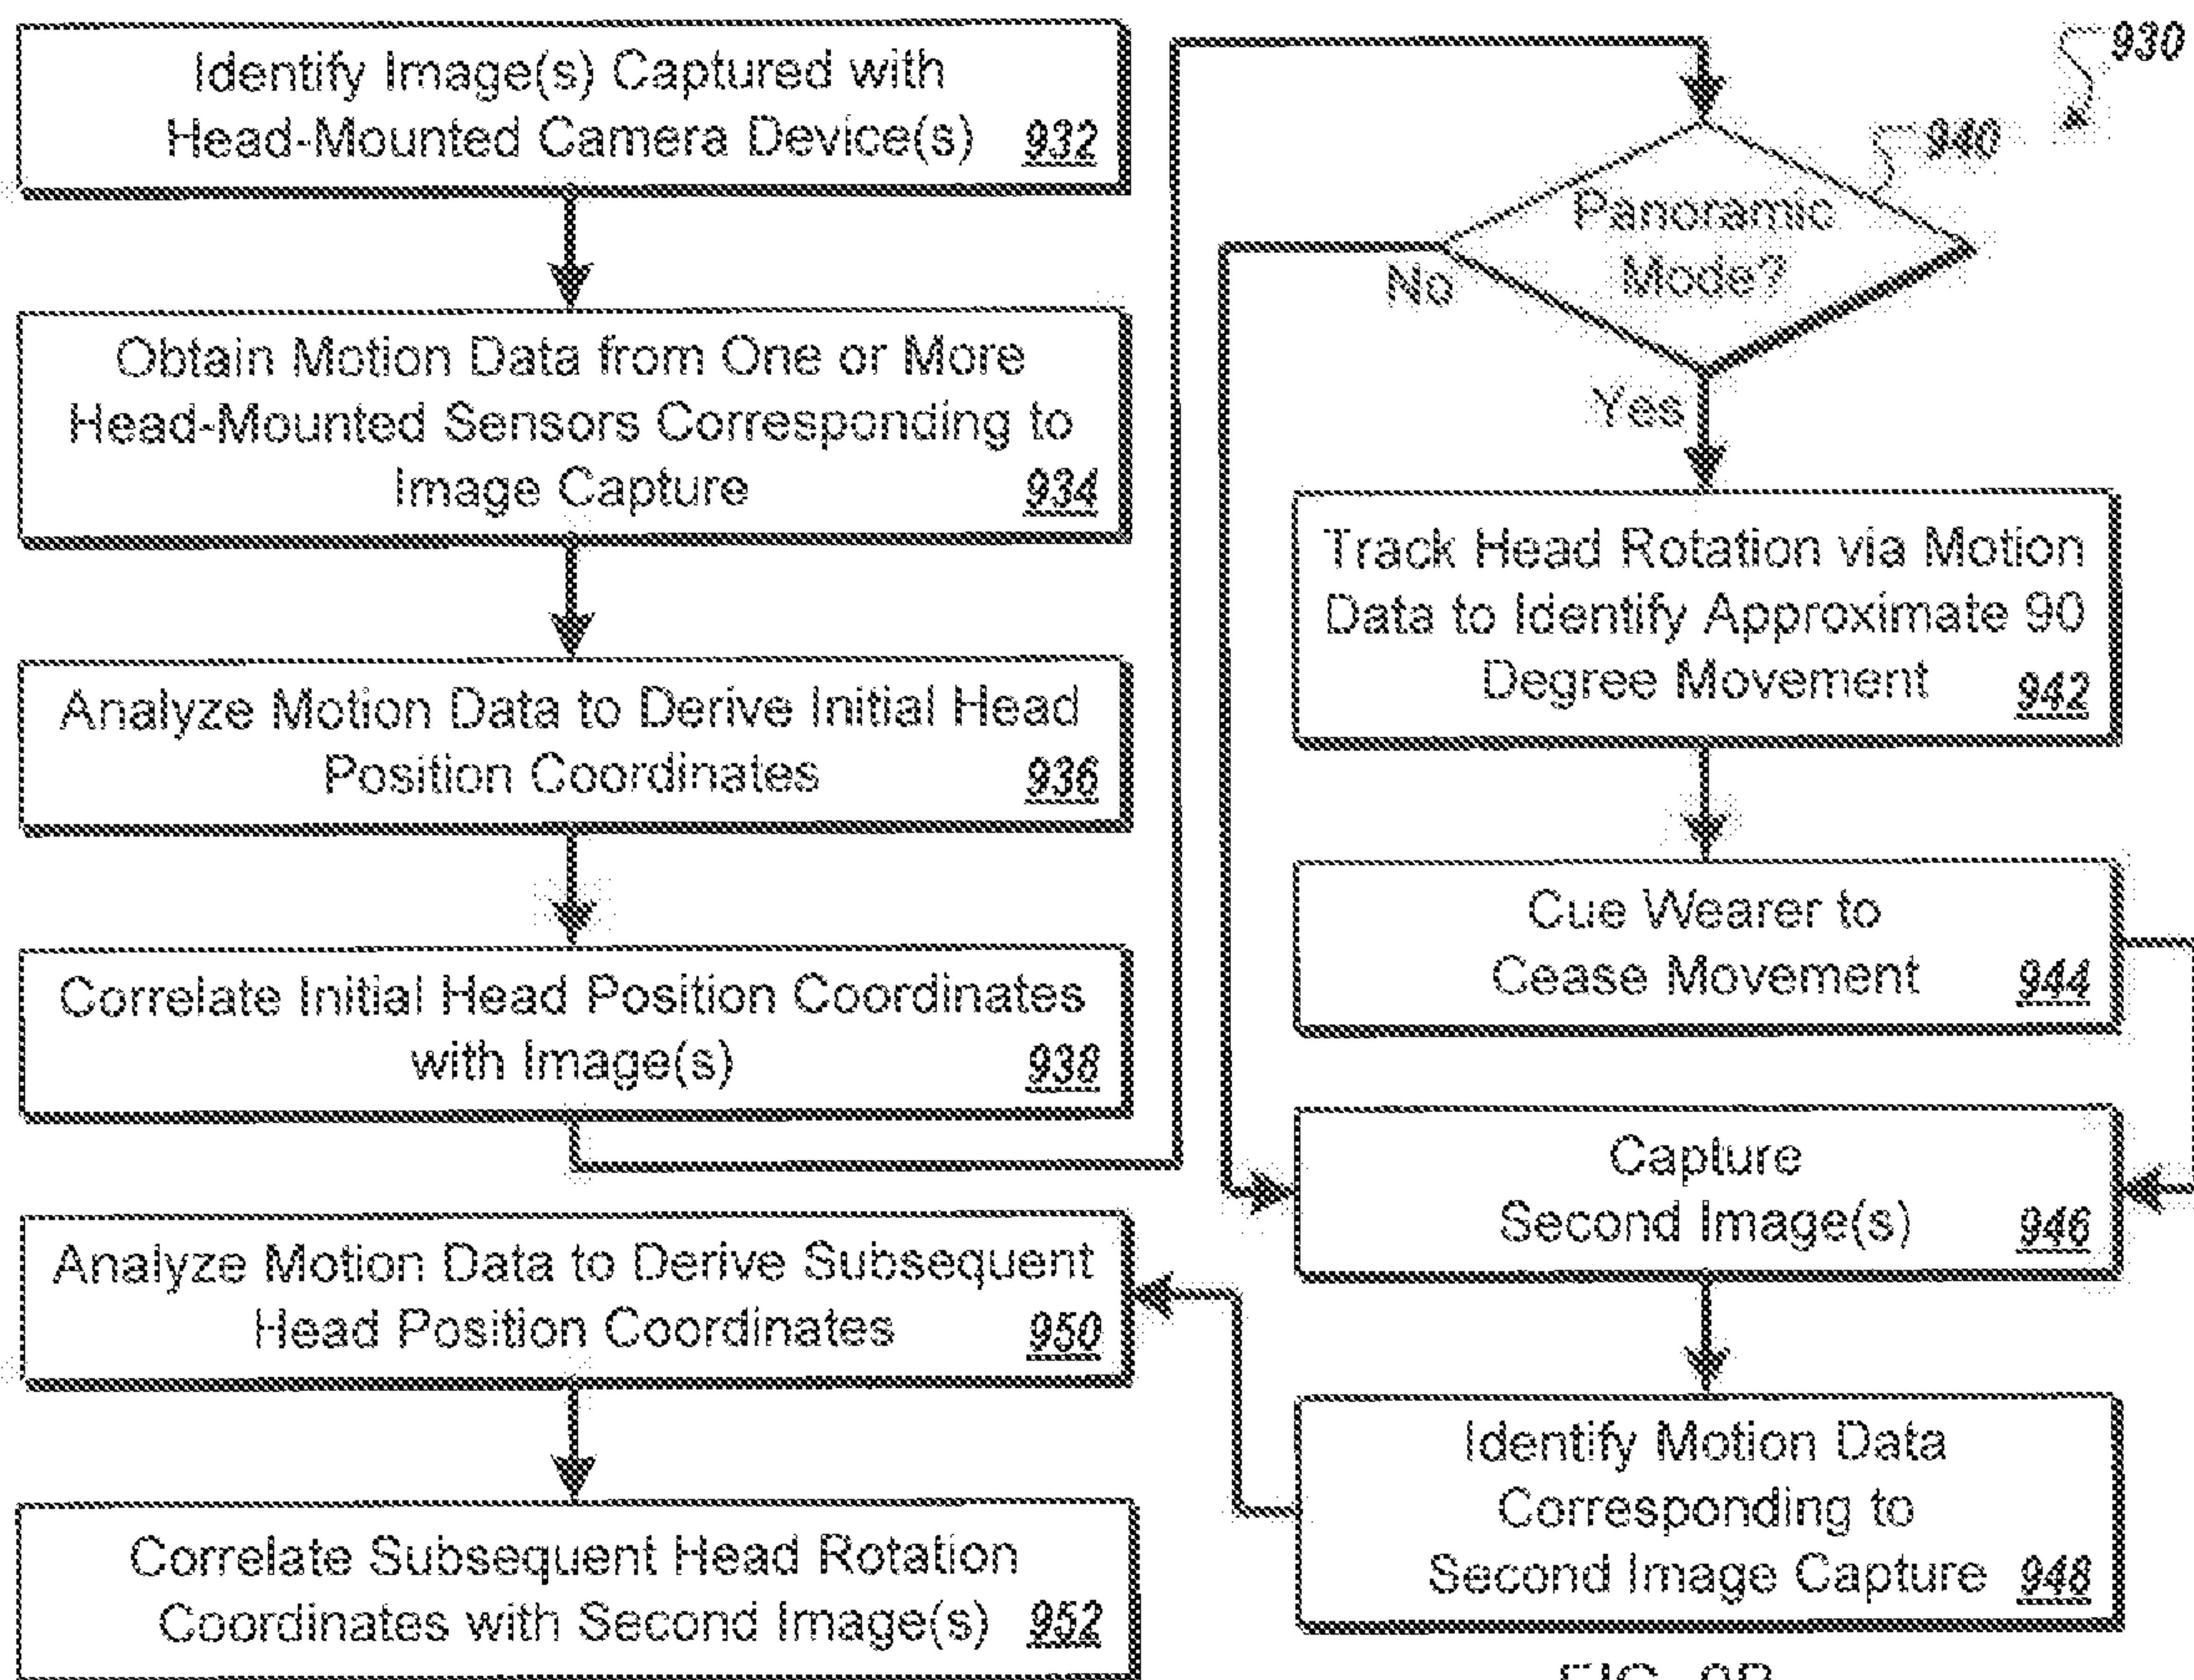 Identify Image(s) Captured with
Head-Mounted Camera Device(s) 932
Obtain Motion Data from One or More
Head-Mounted Sensors Corresponding to
Image Capture 934
Analyze Motion Data to Derive Initial Head
Position Coordinates 936
Correlate Initial Head Position Coordinates
with Image(s) 938
930
940
Panoramic
Mode?
No
Yes
Track Head Rotation via Motion
Data to Identify Approximate 90
Degree Movement 942
Cue Wearer to
Cease Movement 944
Capture
Second Image(s) 946
Identify Motion Data
Corresponding to
Second Image Capture 948
Analyze Motion Data to Derive Subsequent
Head Position Coordinates 950
Correlate Subsequent Head Rotation
Coordinates with Second Image(s) 952